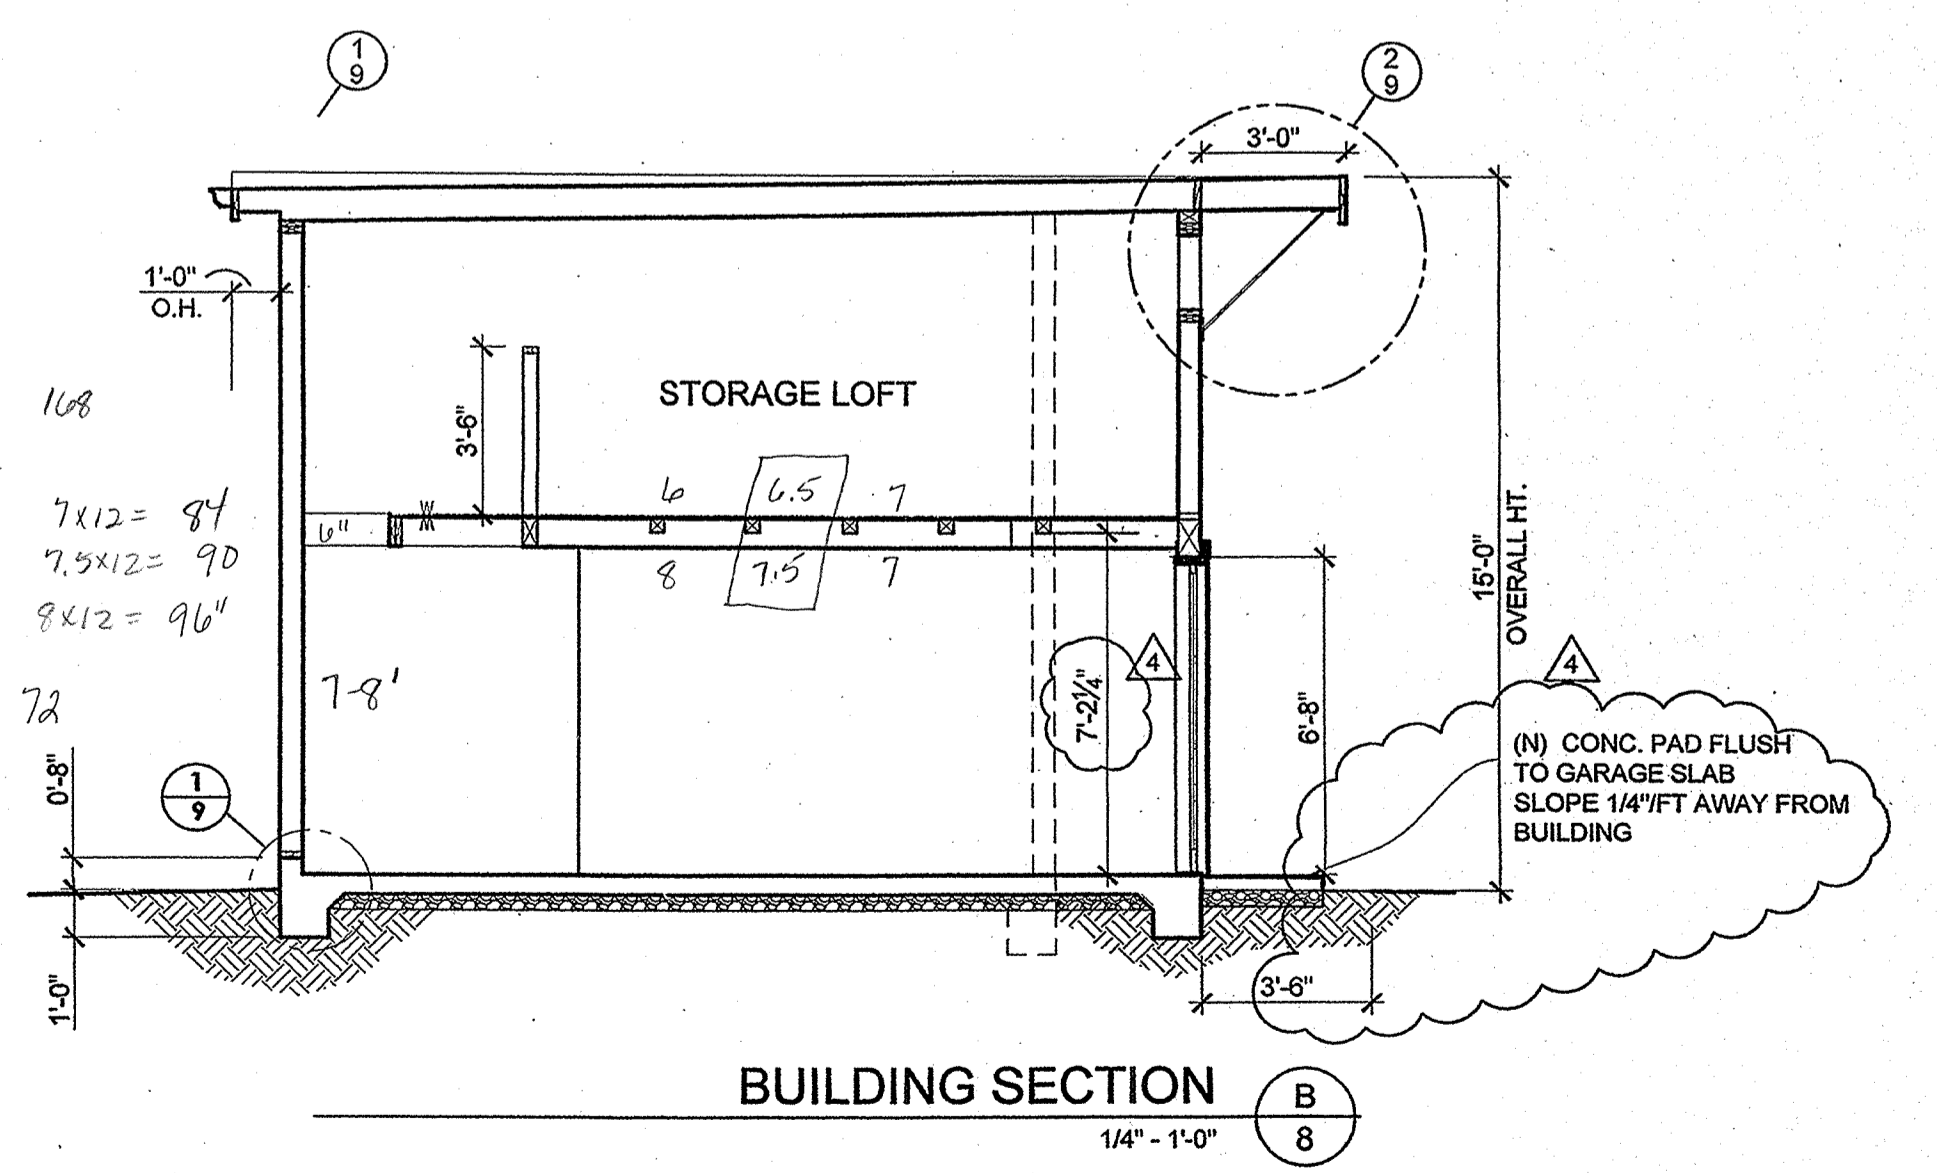 1
9
2
9
3'-0"
1'-0"
O.H.
168
3'-6"
STORAGE LOFT
6 6.5 7
7x12= 84
6"
7.5x12= 90
8 7.5 7
8x12= 96"
15'-0"
OVERALL HT.
7-8'
72
7'-2¼"
4
6'-8"
4
(N) CONC. PAD FLUSH
TO GARAGE SLAB
SLOPE 1/4"/FT AWAY FROM
BUILDING
0'-8"
1
9
1'-0"
3'-6"
BUILDING SECTION
B
8
1/4" - 1'-0"